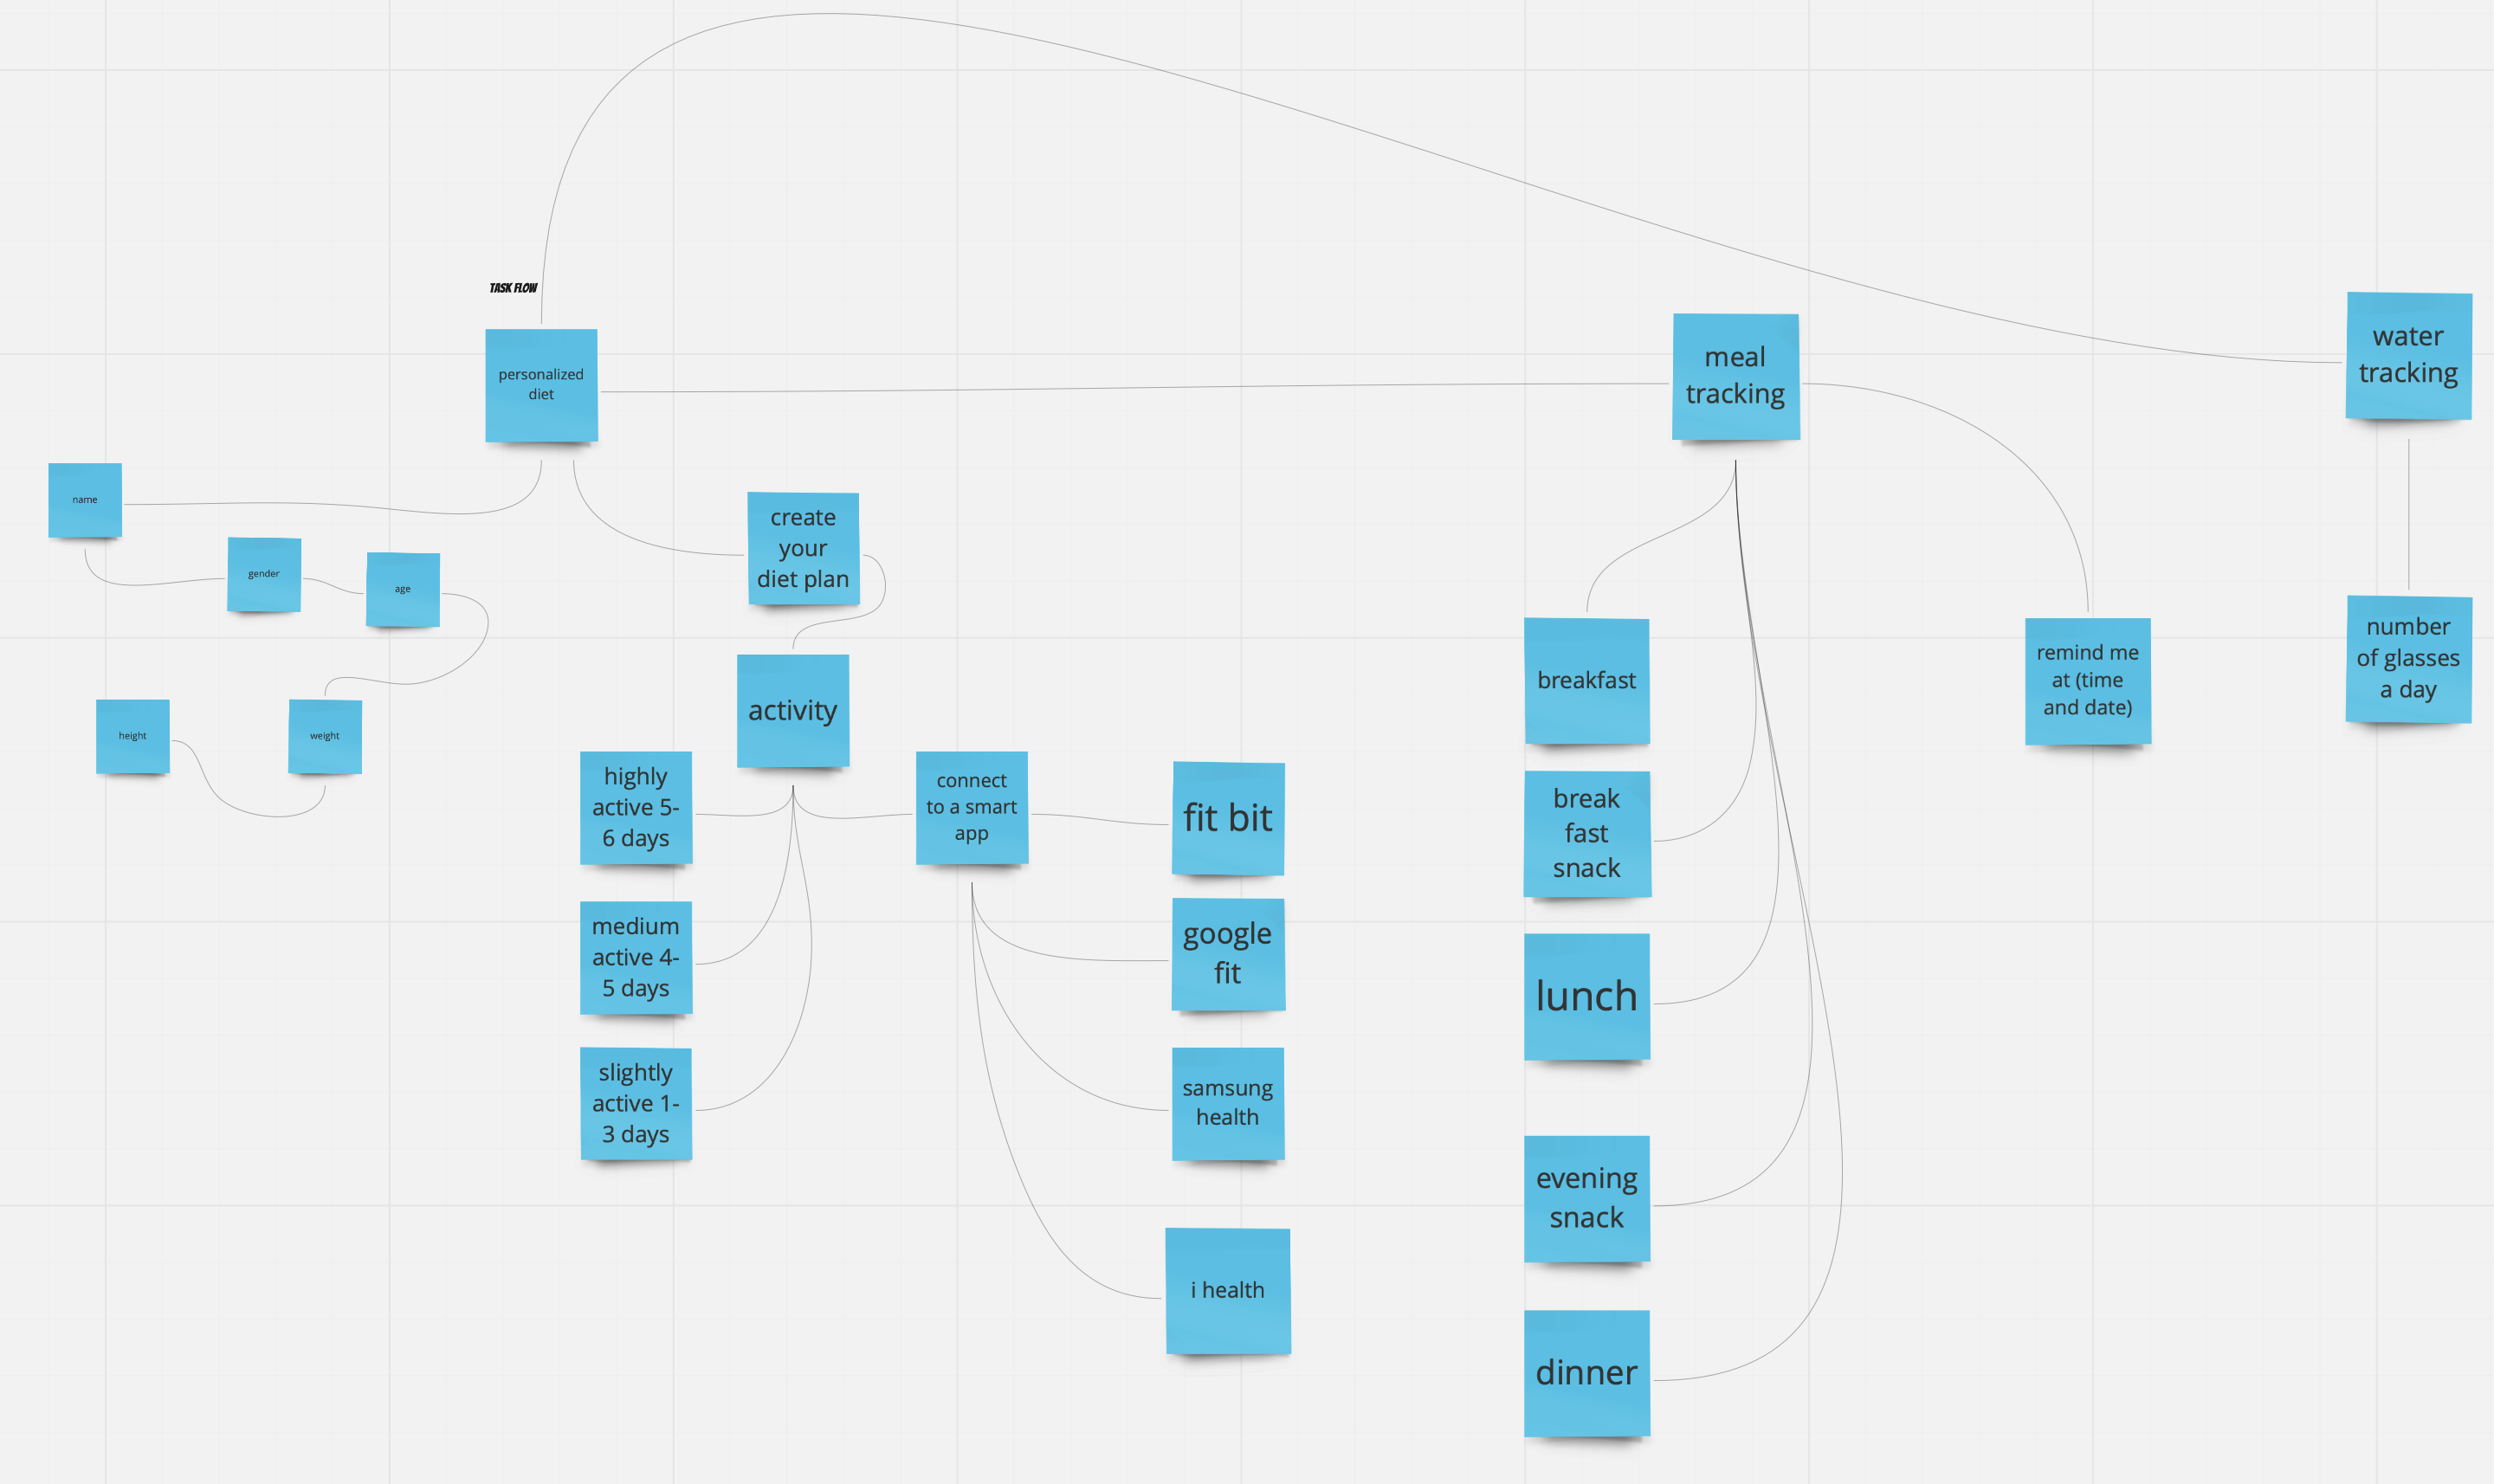 TASK FLOW
personalized
diet
meal
tracking
water
tracking
name
gender
age
weight
height
create
your
diet plan
activity
highly
active 5-
6 days
medium
active 4-
5 days
slightly
active 1-
3 days
connect
to a smart
app
fit bit
google
fit
samsung
health
i health
breakfast
break
fast
snack
lunch
evening
snack
dinner
remind me
at (time
and date)
number
of glasses
a day